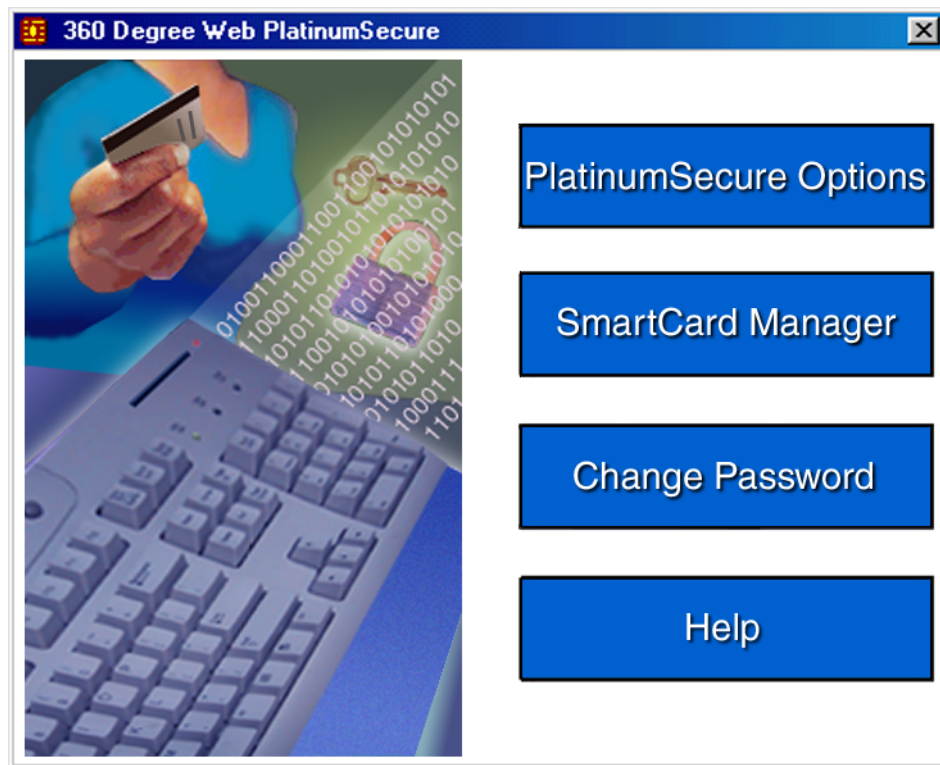 360 Degree Web PlatinumSecure
PlatinumSecure Options
SmartCard Manager
Change Password
Help